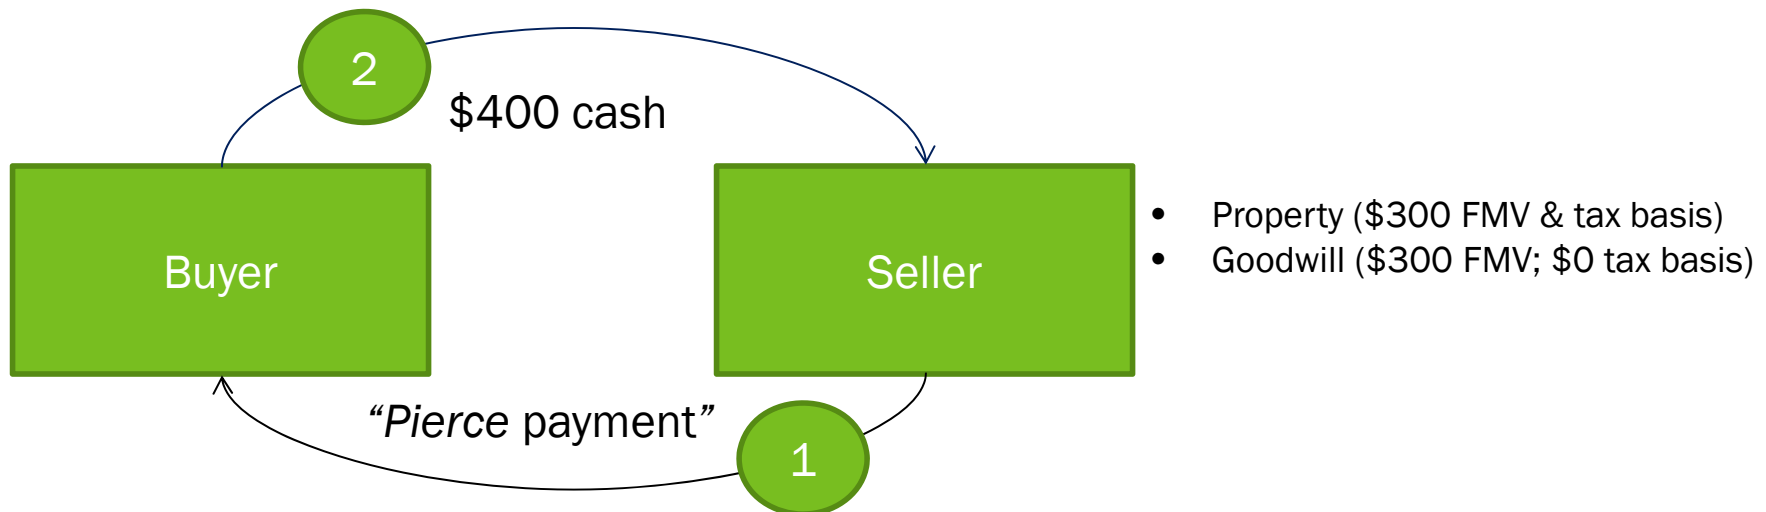 2
$400 cash
Buyer
Seller
• Property ($300 FMV & tax basis)
• Goodwill ($300 FMV; $0 tax basis)
“Pierce payment”
1